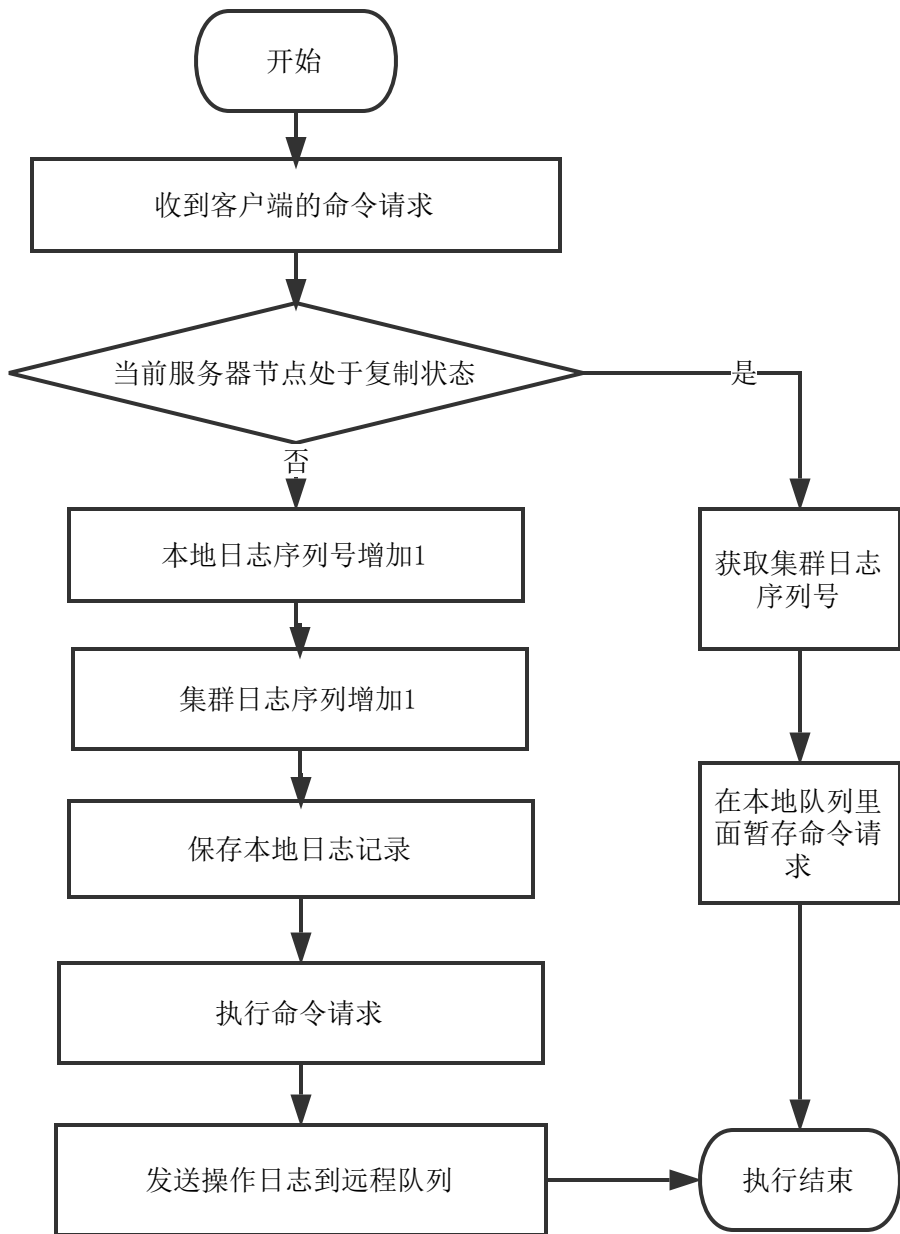 开始
收到客户端的命令请求
当前服务器节点处于复制状态
是
否
本地日志序列号增加1
获取集群日志
序列号
集群日志序列增加1
在本地队列里
面暂存命令请
求
保存本地日志记录
执行命令请求
发送操作日志到远程队列
执行结束